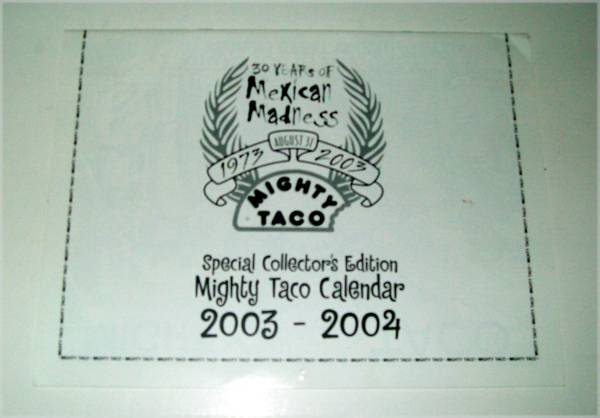 30 YEARS OF
Mexican
Madness
AUGUST 31
1973 2003
MIGHTY
TACO
Special Collector's Edition
Mighty Taco Calendar
2003 - 2004